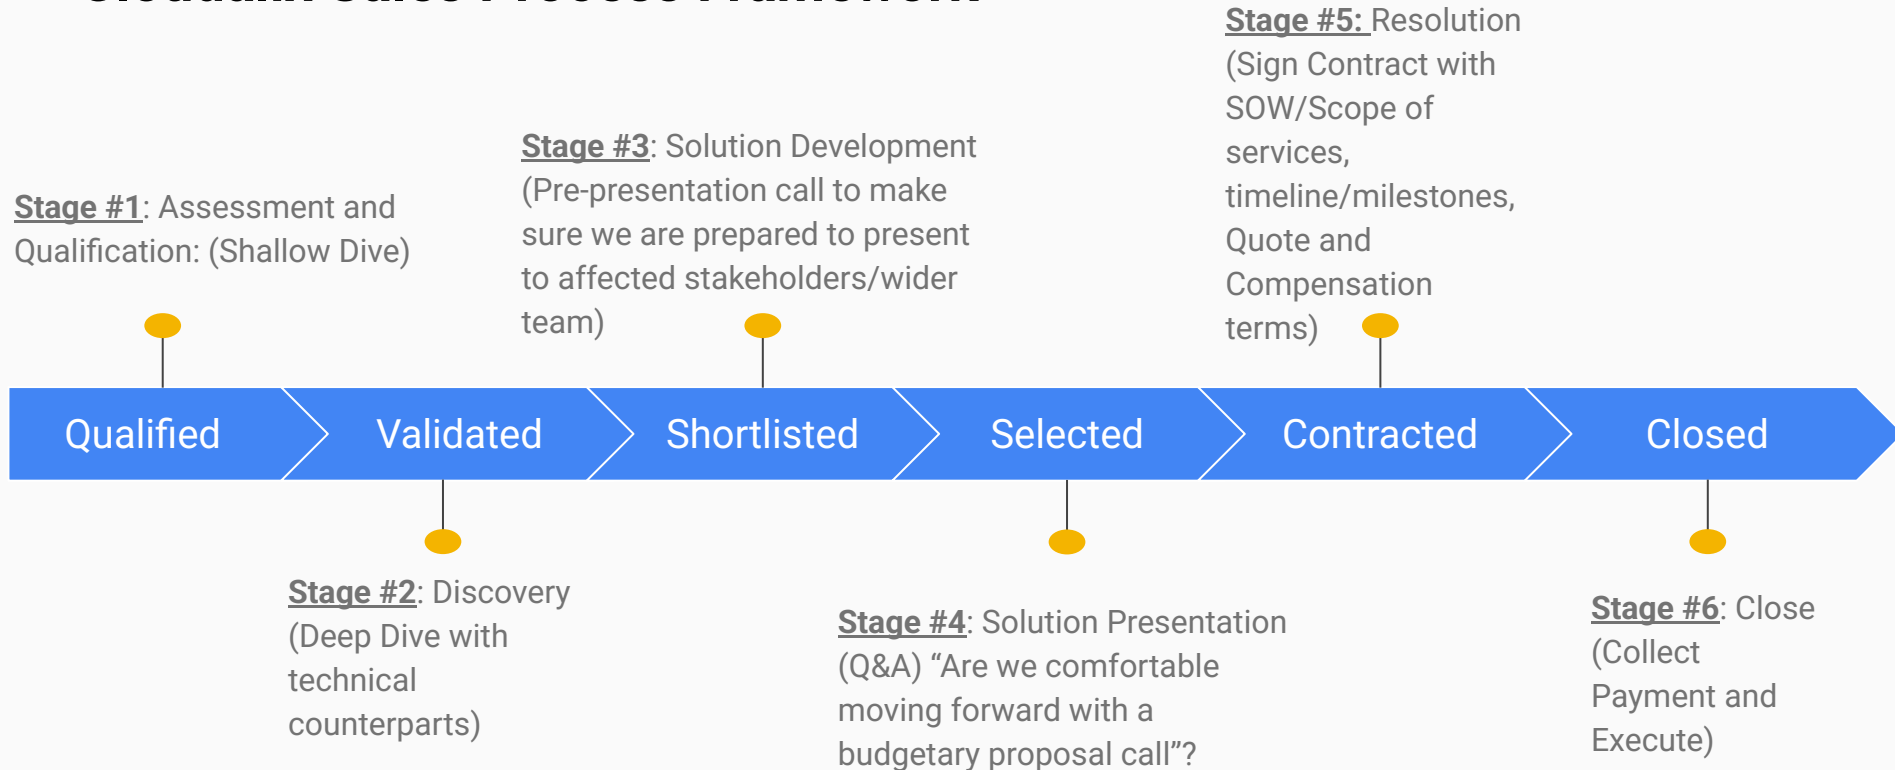 Sales Process Framework
Stage #1: Assessment and
Qualification: (Shallow Dive)
Stage #3: Solution Development
(Pre-presentation call to make
sure we are prepared to present
to affected stakeholders/wider
team)
Stage #5: Resolution
(Sign Contract with
SOW/Scope of
services,
timeline/milestones,
Quote and
Compensation
terms)
Qualified
Validated
Shortlisted
Selected
Contracted
Closed
Stage #2: Discovery
(Deep Dive with
technical
counterparts)
Stage #4: Solution Presentation
(Q&A) “Are we comfortable
moving forward with a
budgetary proposal call”?
Stage #6: Close
(Collect
Payment and
Execute)